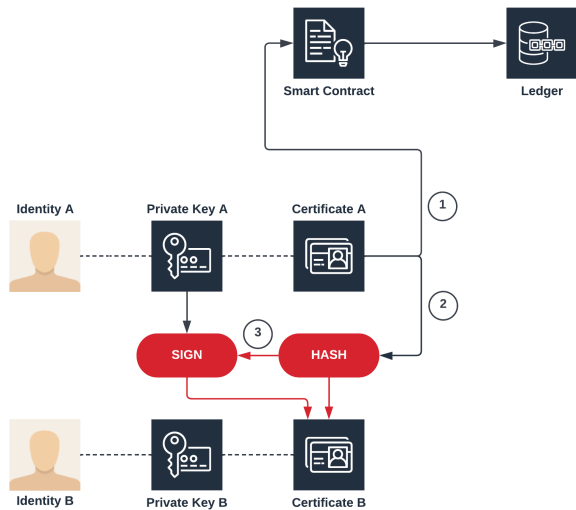 Smart Contract
Ledger
Identity A
Private Key A
Certificate A
1
2
3
SIGN
HASH
Identity B
Private Key B
Certificate B